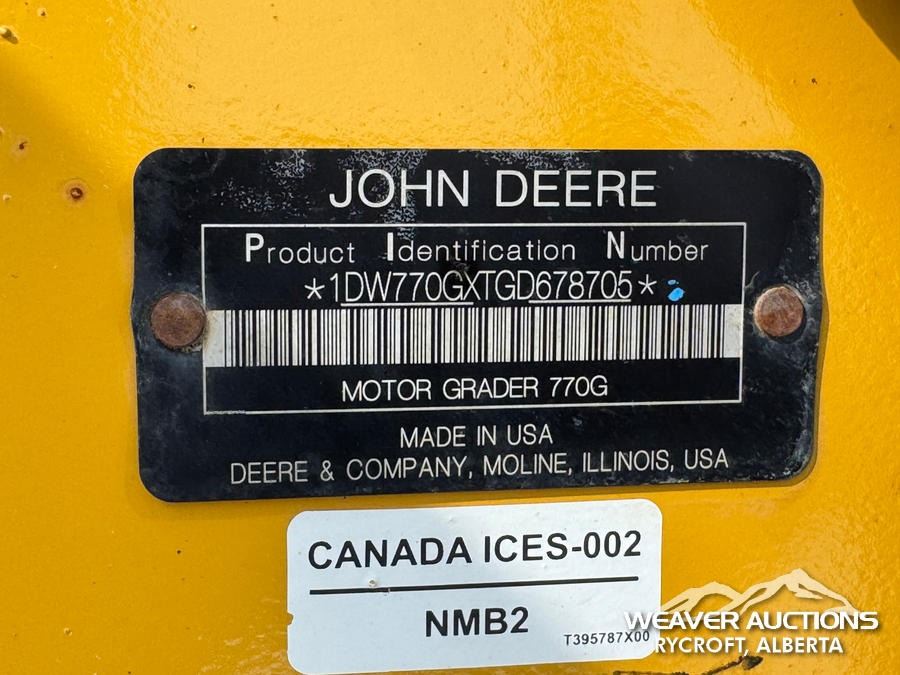 JOHN DEERE
Product Identification Number
*1DW770GXTGD678705*
MOTOR GRADER 770G
MADE IN USA
DEERE & COMPANY, MOLINE, ILLINOIS, USA
CANADA ICES-002
NMB2
T395787X00
WEAVER AUCTIONS
RYCROFT, ALBERTA